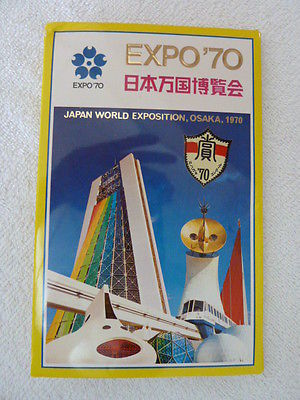 EXPO'70
EXPO'70
日本万国博覧会
JAPAN WORLD EXPOSITION, OSAKA, 1970
賞
'70